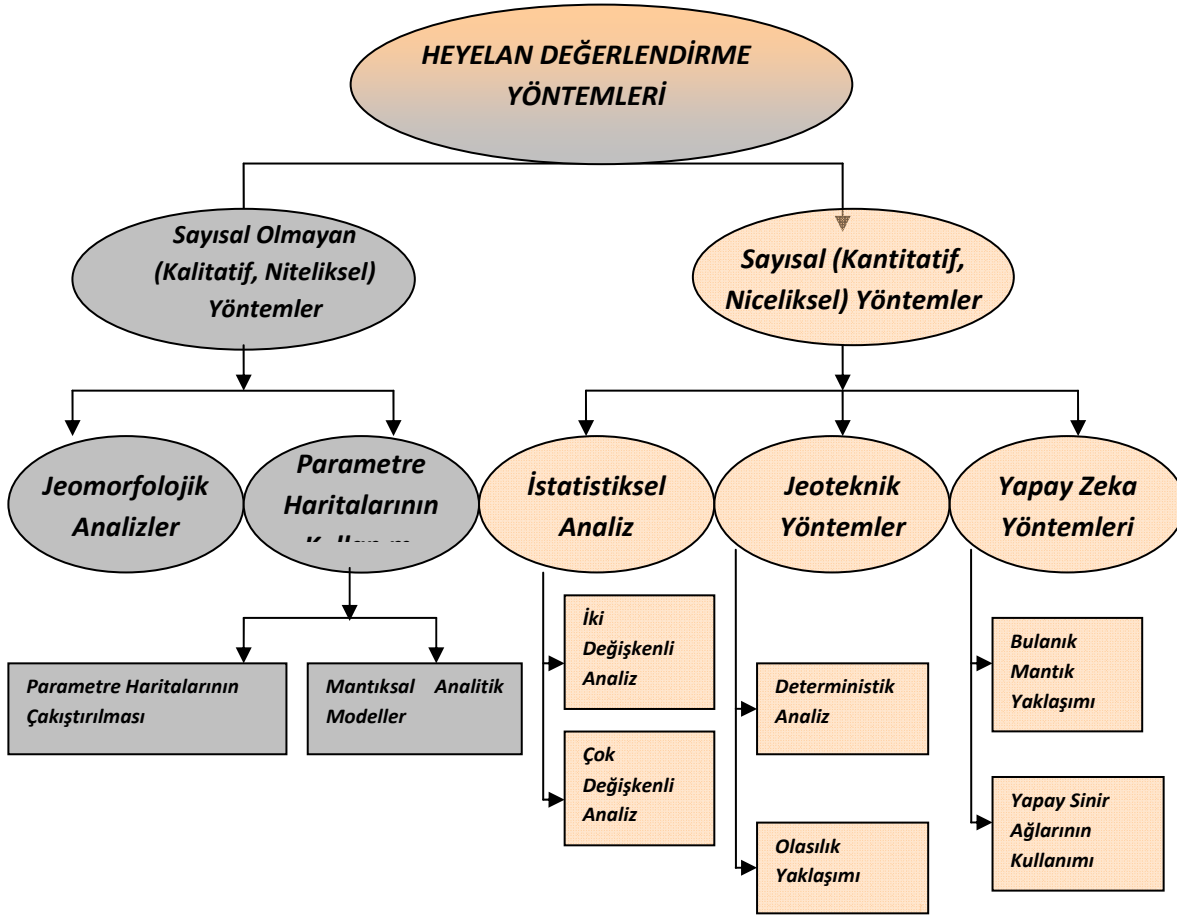 HEYELAN DEĞERLENDİRME
YÖNTEMLERİ
Sayısal Olmayan
(Kalitatif, Niteliksel)
Yöntemler
Sayısal (Kantitatif,
Niceliksel) Yöntemler
Jeomorfolojik
Analizler
Parametre
Haritalarının
İstatistiksel
Analiz
Jeoteknik
Yöntemler
Yapay Zeka
Yöntemleri
Parametre Haritalarının
Çakıştırılması
Mantıksal Analitik
Modeller
İki
Değişkenli
Analiz
Çok
Değişkenli
Analiz
Deterministik
Analiz
Olasılık
Yaklaşımı
Bulanık
Mantık
Yaklaşımı
Yapay Sinir
Ağlarının
Kullanımı